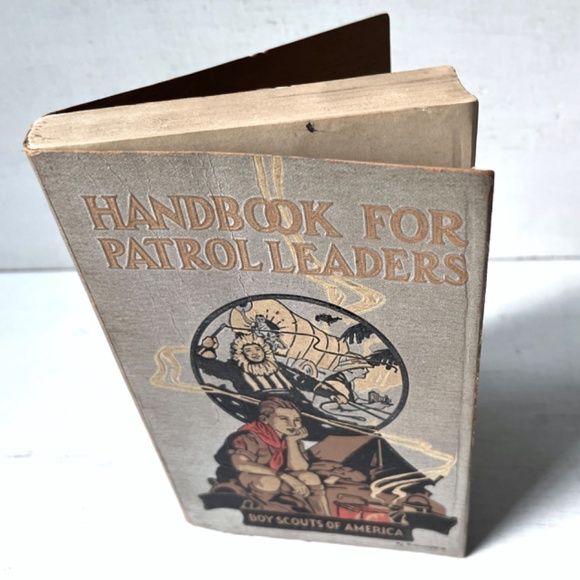 HANDBOOK FOR
PATROL LEADERS
BOY SCOUTS OF AMERICA